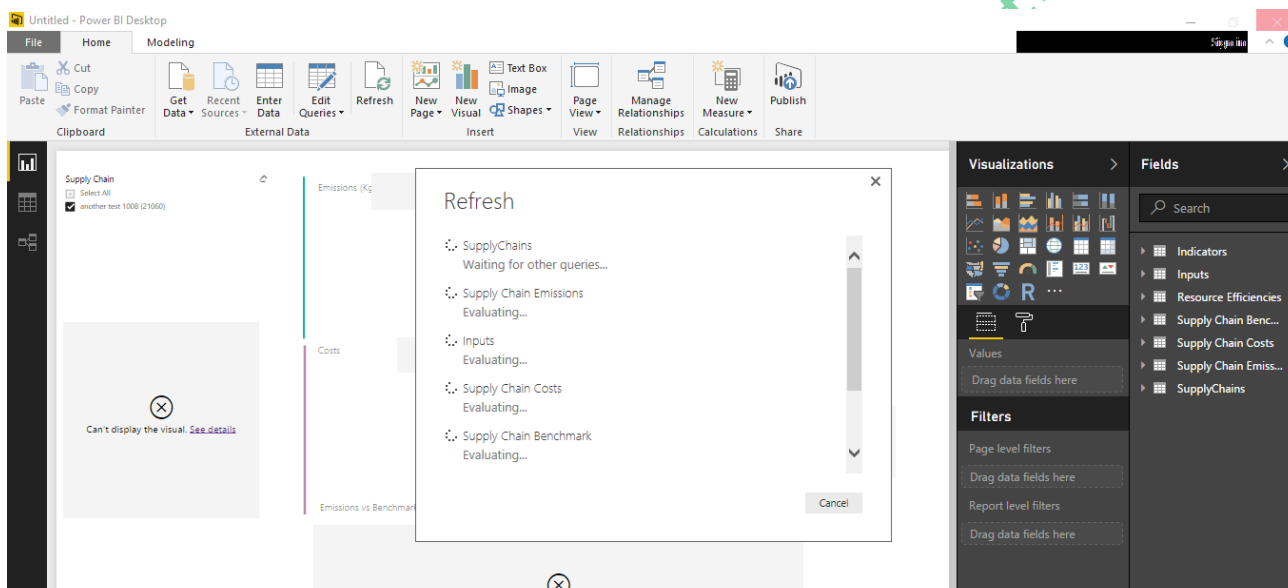 Untitled - Power BI Desktop
File Home Modeling
Paste
Cut
Copy
Format Painter
Clipboard
Get Data
Recent Sources
Enter Data
Edit Queries
Refresh
External Data
New Page
New Visual
Text Box
Image
Shapes
Insert
Page View
View
Manage Relationships
Relationships
New Measure
Calculations
Publish
Share
Supply Chain
Select All
another test 1008 (21060)
Emissions (Kg
Costs
Can't display the visual. See details
Emissions vs Benchmar
Refresh
SupplyChains
Waiting for other queries...
Supply Chain Emissions
Evaluating...
Inputs
Evaluating...
Supply Chain Costs
Evaluating...
Supply Chain Benchmark
Evaluating...
Cancel
Visualizations
123
R
Values
Drag data fields here
Filters
Page level filters
Drag data fields here
Report level filters
Drag data fields here
Fields
Search
Indicators
Inputs
Resource Efficiencies
Supply Chain Benc...
Supply Chain Costs
Supply Chain Emiss...
SupplyChains